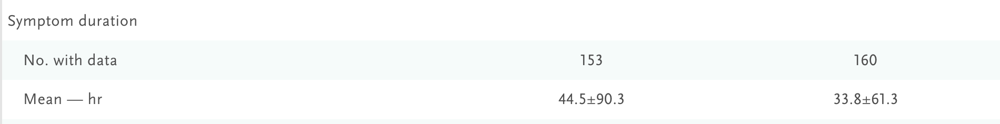 Symptom duration
No. with data 153 160
Mean — hr 44.5±90.3 33.8±61.3